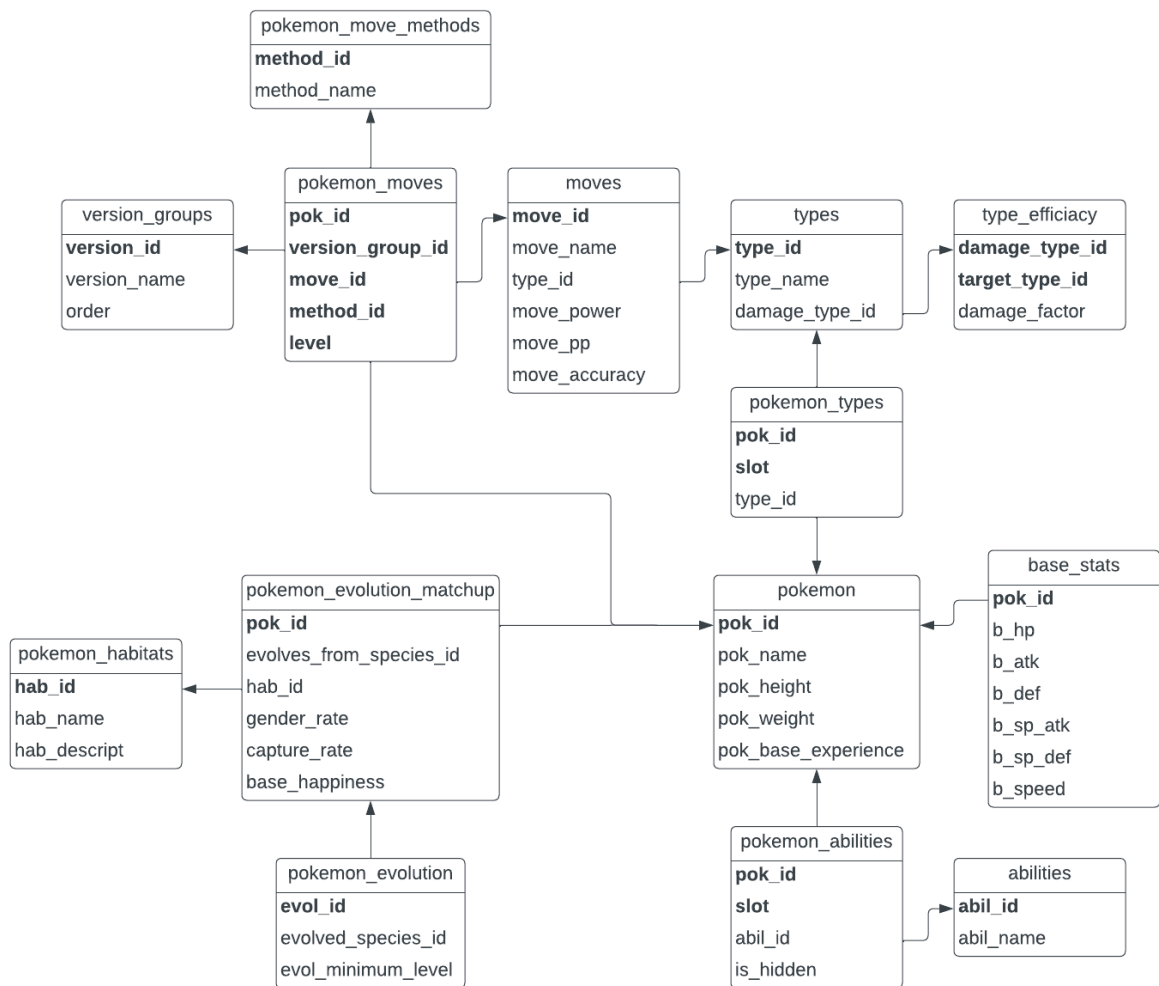 pokemon_move_methods
method_id
method_name
pokemon_moves
pok_id
version_group_id
move_id
method_id
level
version_groups
version_id
version_name
order
moves
move_id
move_name
type_id
move_power
move_pp
move_accuracy
types
type_id
type_name
damage_type_id
type_efficiacy
damage_type_id
target_type_id
damage_factor
pokemon_types
pok_id
slot
type_id
pokemon_evolution_matchup
pok_id
evolves_from_species_id
hab_id
gender_rate
capture_rate
base_happiness
pokemon_habitats
hab_id
hab_name
hab_descript
pokemon
pok_id
pok_name
pok_height
pok_weight
pok_base_experience
base_stats
pok_id
b_hp
b_atk
b_def
b_sp_atk
b_sp_def
b_speed
pokemon_evolution
evol_id
evolved_species_id
evol_minimum_level
pokemon_abilities
pok_id
slot
abil_id
is_hidden
abilities
abil_id
abil_name